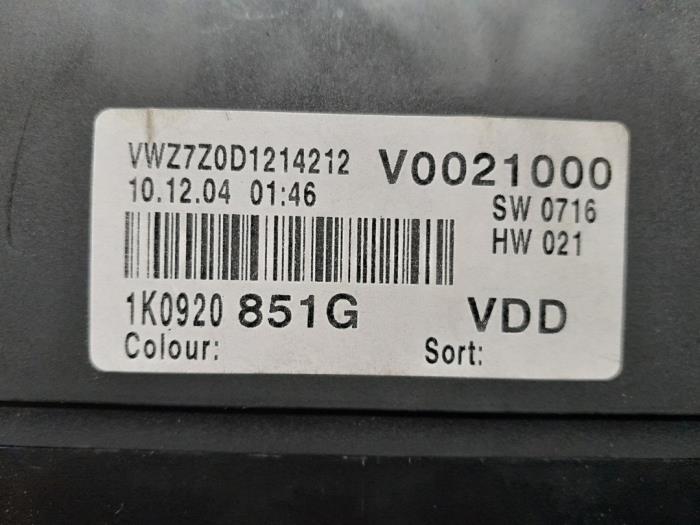 VWZ7Z0D1214212 V0021000
10.12.04 01:46 SW 0716
HW 021
1K0920 851G VDD
Colour: Sort: